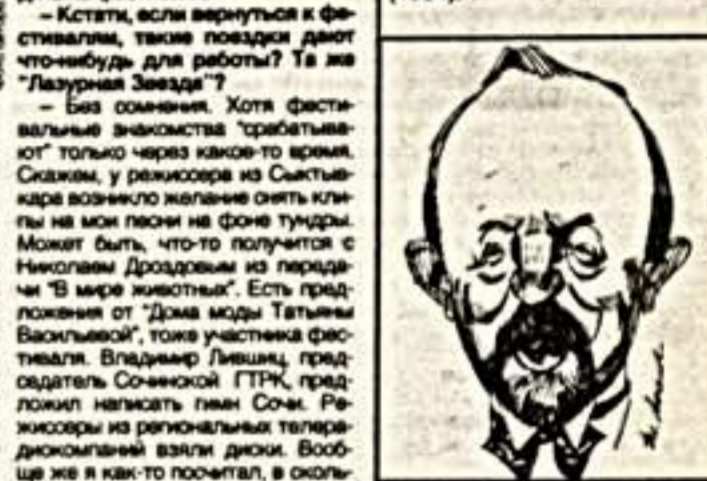 – Кстати, если вернуться к фе-
стивалям, такие поездки дают
что-нибудь для работы? Та же
"Лазурная Звезда"?
– Без сомнения. Хотя фести-
вальные знакомства "срабатыва-
ют" только через какое-то время.
Скажем, у режиссера из Сыктыв-
кара возникло желание снять кли-
пы на мои песни на фоне тундры.
Может быть, что-то получится с
Николаем Дроздовым из переда-
чи "В мире животных". Есть пред-
ложения от "Дома моды Татьяны
Васильевой", тоже участника фес-
тиваля. Владимир Лившиц, пред-
седатель Сочинской ГТРК, пред-
ложил написать гимн Сочи. Ре-
жиссеры из региональных телера-
диокомпаний взяли диски. Вооб-
ще же я как-то посчитал, в сколь-